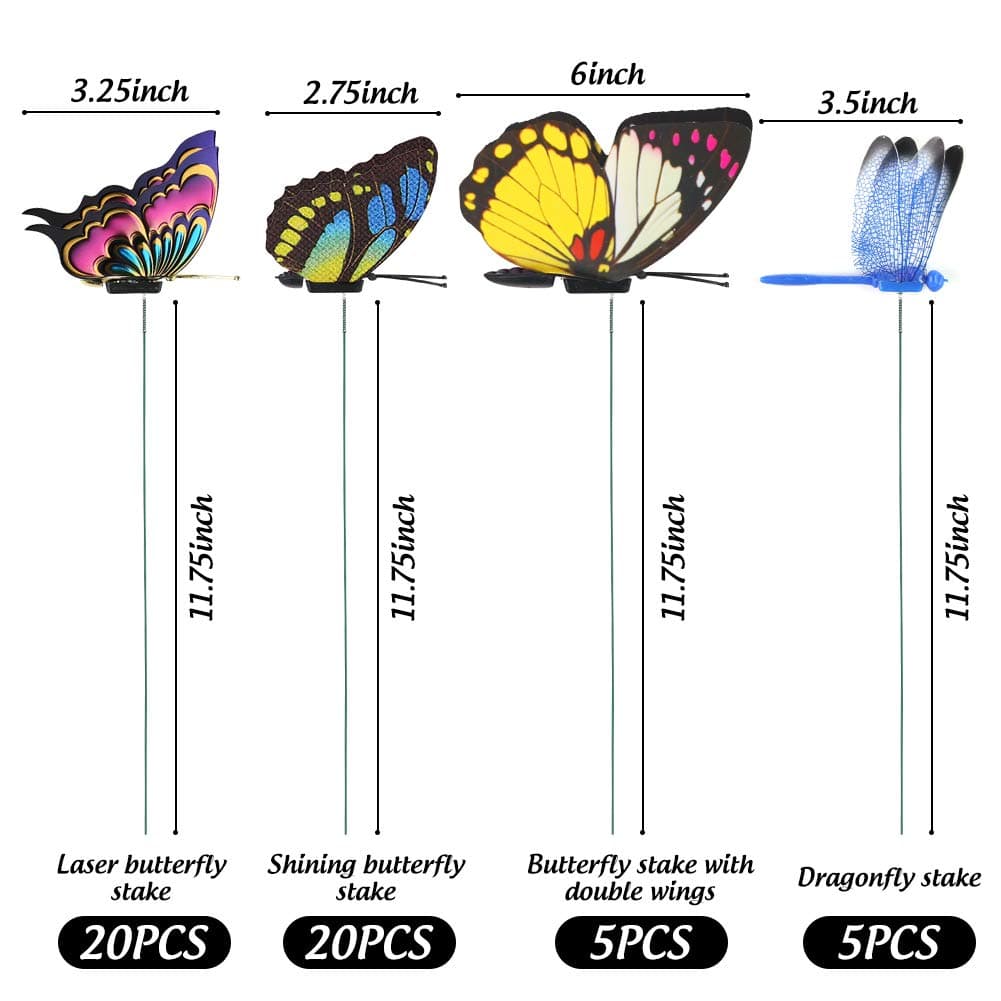 3.25inch
2.75inch
6inch
3.5inch
11.75inch
11.75inch
11.75inch
11.75inch
Laser butterfly
stake
20PCS
Shining butterfly
stake
20PCS
Butterfly stake with
double wings
5PCS
Dragonfly stake
5PCS